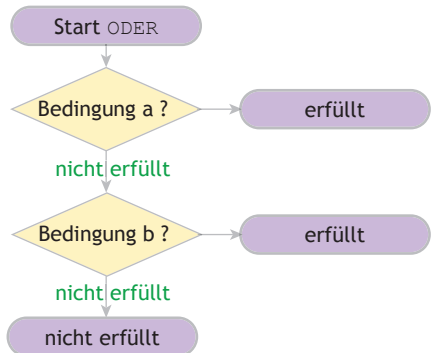 Start ODER
Bedingung a ?
erfüllt
nicht erfüllt
Bedingung b ?
erfüllt
nicht erfüllt
nicht erfüllt